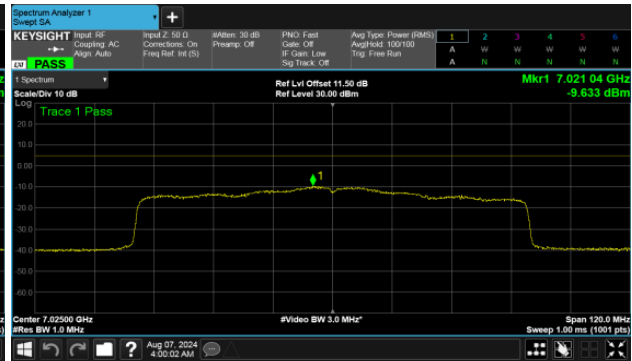 Spectrum Analyzer 1
Swept SA
+
KEYSIGHT Input: RF Input Z: 50 Ω #Atten: 30 dB PNO: Fast Avg Type: Power (RMS) 1 2 3 4 5 6
Coupling: AC Corrections: On Preamp: Off Gate: Off Avg|Hold: 100/100 A W W W W W
Align: Auto Freq Ref: Int (S) IF Gain: Low Trig: Free Run
LXI PASS Sig Track: Off A N N N N N
1 Spectrum Ref Lvl Offset 11.50 dB Mkr1 7.021 04 GHz
Scale/Div 10 dB Ref Level 30.00 dBm -9.633 dBm
Log
Trace 1 Pass
20.0
10.0
0.00
1
-10.0
-20.0
-30.0
-40.0
-50.0
-60.0
Center 7.02500 GHz #Video BW 3.0 MHz* Span 120.0 MHz
#Res BW 1.0 MHz Sweep 1.00 ms (1001 pts)
? Aug 07, 2024
4:00:02 AM